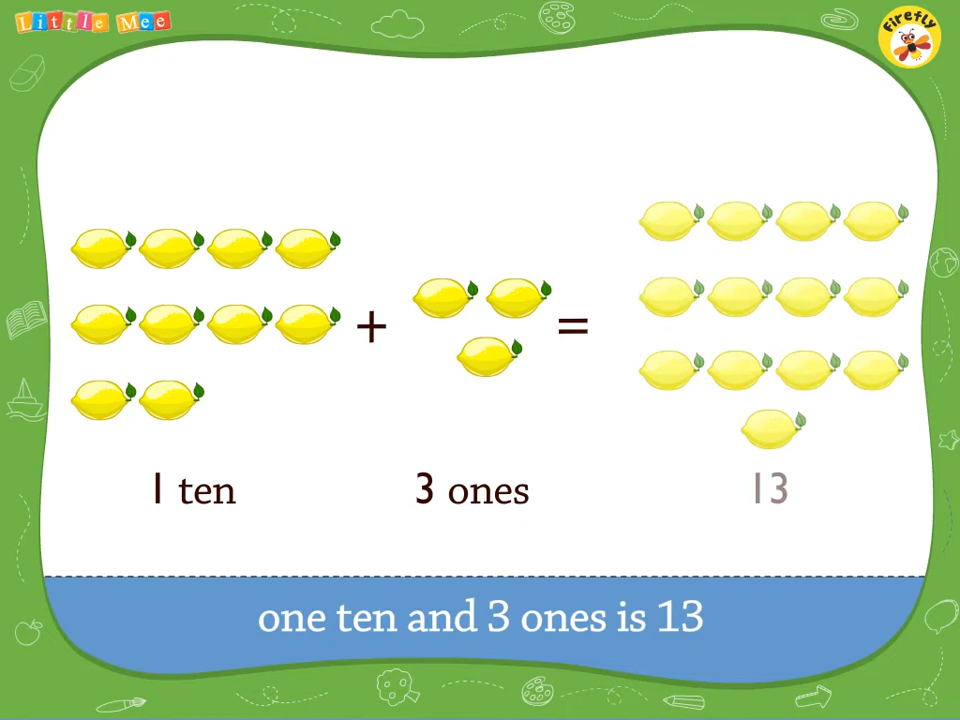 Little Mee
Firefly
+ =
1 ten 3 ones 13
one ten and 3 ones is 13